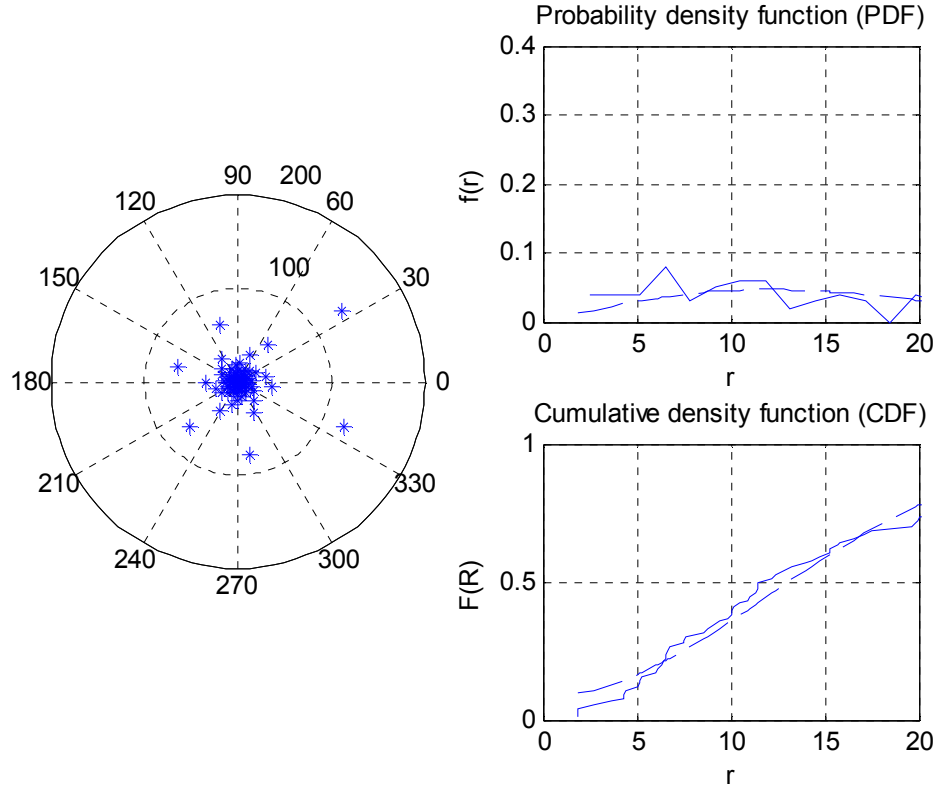 90
200
120
60
100
150
30
180
0
210
330
240
300
270
Probability density function (PDF)
0.4
0.3
0.2
0.1
0
f(r)
0 5 10 15 20
r
Cumulative density function (CDF)
1
0.5
0
F(R)
0 5 10 15 20
r